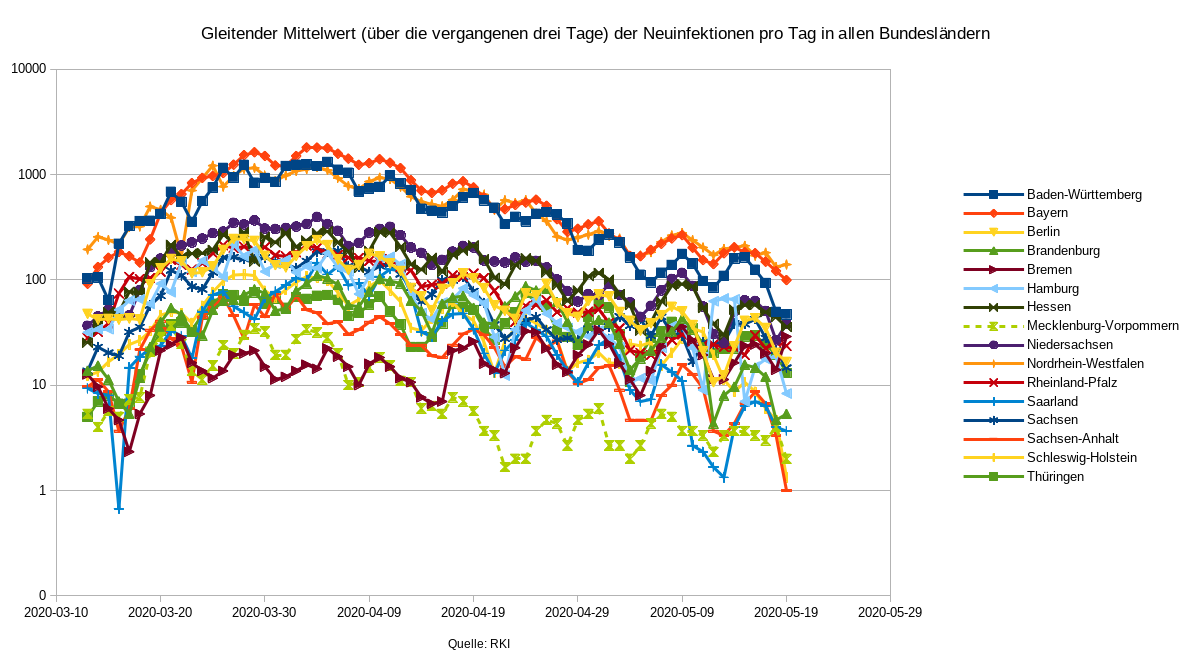 Gleitender Mittelwert (über die vergangenen drei Tage) der Neuinfektionen pro Tag in allen Bundesländern
10000
1000
100
10
1
0
2020-03-10 2020-03-20 2020-03-30 2020-04-09 2020-04-19 2020-04-29 2020-05-09 2020-05-19 2020-05-29
Quelle: RKI
Baden-Württemberg
Bayern
Berlin
Brandenburg
Bremen
Hamburg
Hessen
Mecklenburg-Vorpommern
Niedersachsen
Nordrhein-Westfalen
Rheinland-Pfalz
Saarland
Sachsen
Sachsen-Anhalt
Schleswig-Holstein
Thüringen